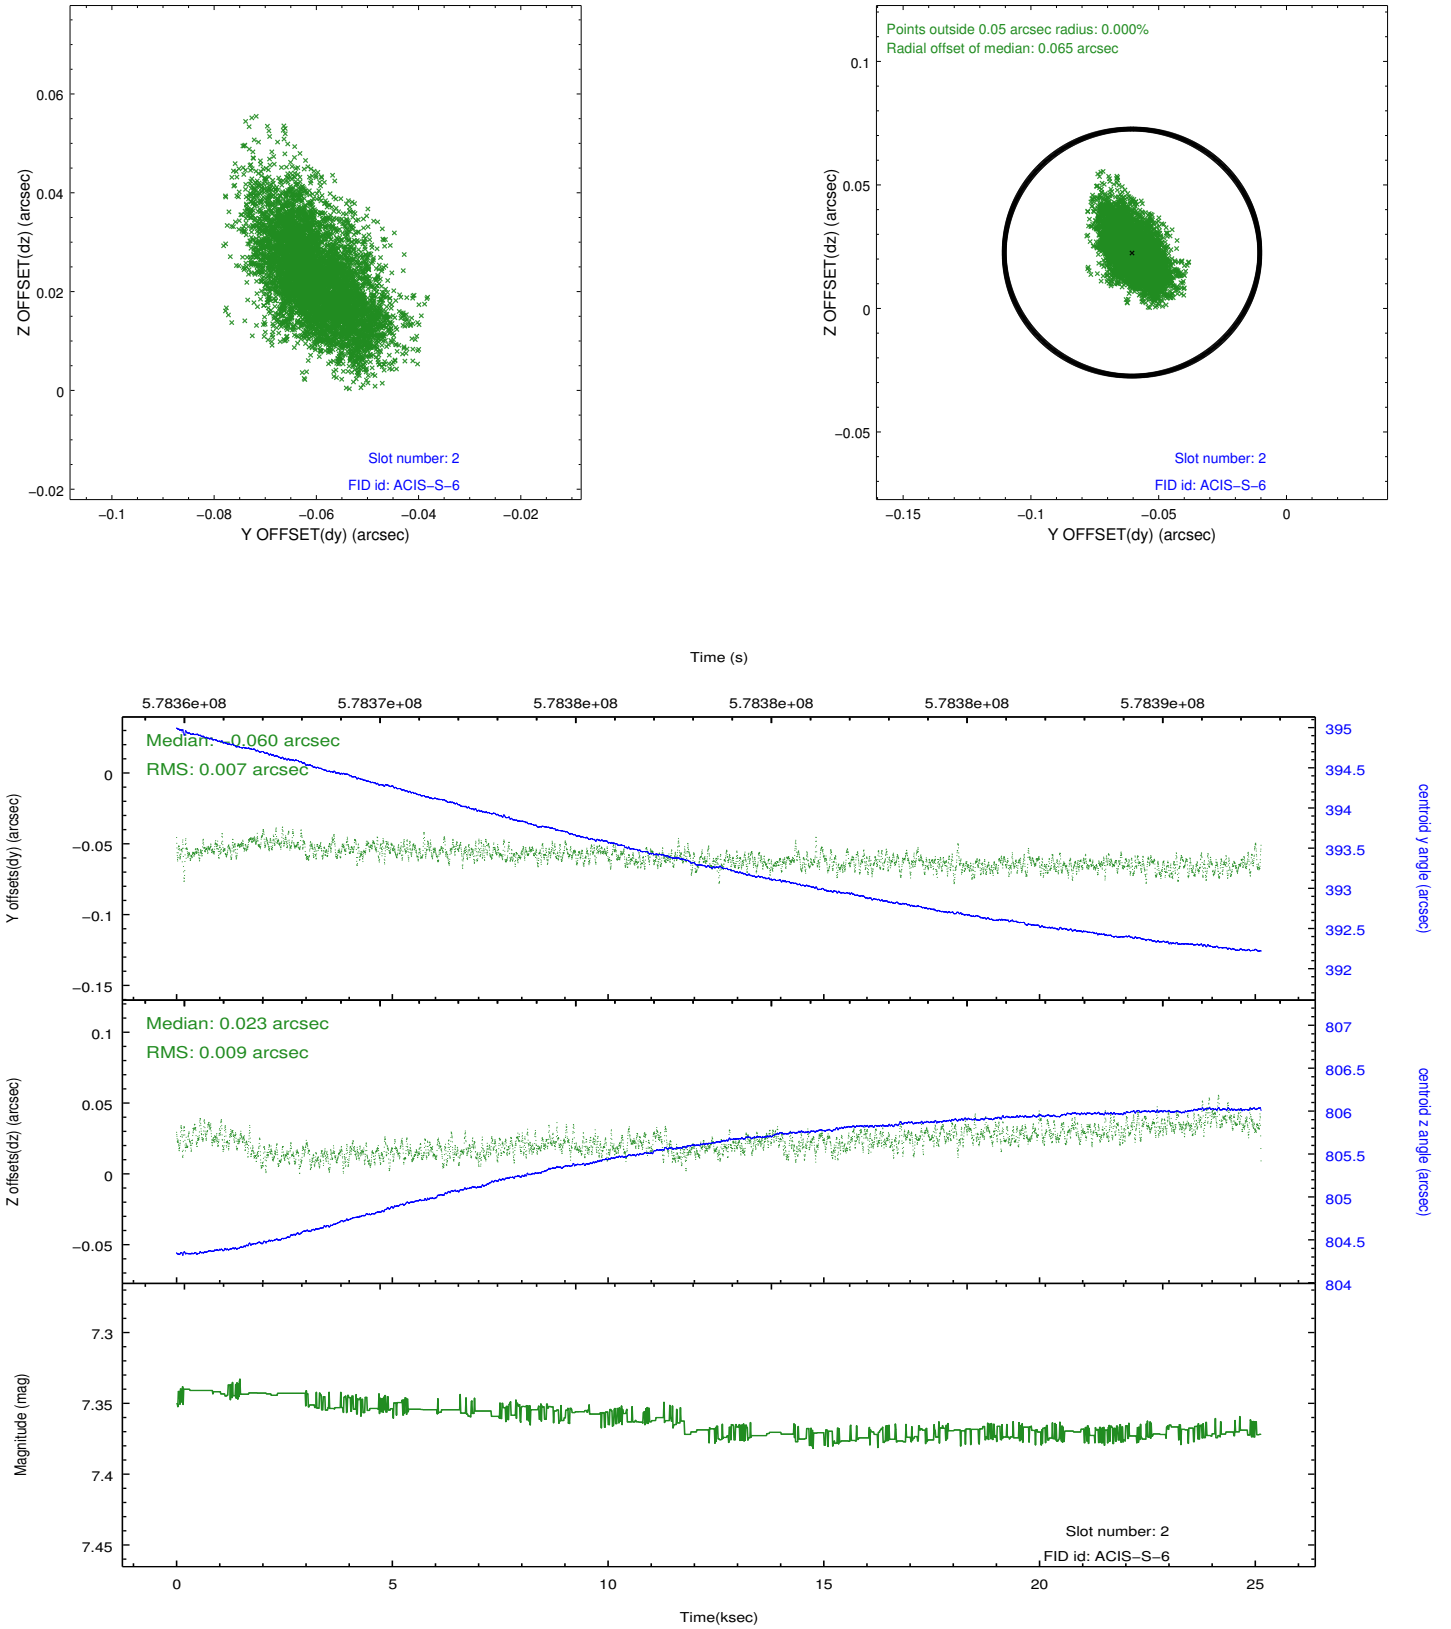 0.06
0.04
0.02
0
−0.02
Z OFFSET(dz) (arcsec)
Slot number: 2
FID id: ACIS−S−6
−0.1
−0.08
−0.06
−0.04
−0.02
Y OFFSET(dy) (arcsec)
Points outside 0.05 arcsec radius: 0.000%
Radial offset of median: 0.065 arcsec
0.1
0.05
0
−0.05
Z OFFSET(dz) (arcsec)
Slot number: 2
FID id: ACIS−S−6
−0.15
−0.1
−0.05
0
Y OFFSET(dy) (arcsec)
Time (s)
5.7836e+08
5.7837e+08
5.7838e+08
5.7838e+08
5.7838e+08
5.7839e+08
Median: −0.060 arcsec
RMS: 0.007 arcsec
0
−0.05
−0.1
−0.15
Y offsets(dy) (arcsec)
395
394.5
394
393.5
393
392.5
392
centroid y angle (arcsec)
Median: 0.023 arcsec
RMS: 0.009 arcsec
0.1
0.05
0
−0.05
Z offsets(dz) (arcsec)
807
806.5
806
805.5
805
804.5
804
centroid z angle (arcsec)
7.3
7.35
7.4
7.45
Magnitude (mag)
Slot number: 2
FID id: ACIS−S−6
0
5
10
15
20
25
Time(ksec)